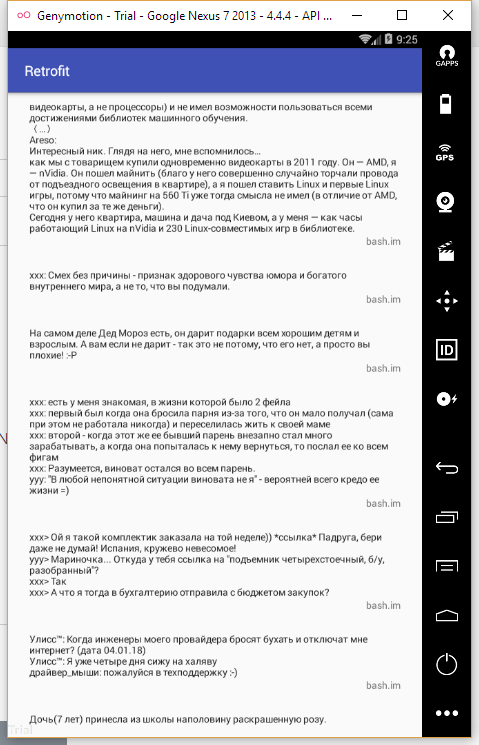 Genymotion - Trial - Google Nexus 7 2013 - 4.4.4 - API ...
9:25
Retrofit
GAPPS
GPS
ID
видеокарты, а не процессоры) и не имел возможности пользоваться всеми
достижениями библиотек машинного обучения.
〈 ... 〉
Areso:
Интересный ник. Глядя на него, мне вспомнилось...
как мы с товарищем купили одновременно видеокарты в 2011 году. Он — AMD, я
— nVidia. Он пошел майнить (благо у него совершенно случайно торчали провода
от подъездного освещения в квартире), а я пошел ставить Linux и первые Linux
игры, потому что майнинг на 560 Ti уже тогда смысла не имел (в отличие от AMD,
что он купил за те же деньги).
Сегодня у него квартира, машина и дача под Киевом, а у меня — как часы
работающий Linux на nVidia и 230 Linux-совместимых игр в библиотеке.
bash.im
xxx: Смех без причины - признак здорового чувства юмора и богатого
внутреннего мира, а не то, что вы подумали.
bash.im
На самом деле Дед Мороз есть, он дарит подарки всем хорошим детям и
взрослым. А вам если не дарит - так это не потому, что его нет, а просто вы
плохие! :-Р
bash.im
xxx: есть у меня знакомая, в жизни которой было 2 фейла
xxx: первый был когда она бросила парня из-за того, что он мало получал (сама
при этом не работала никогда) и переселилась жить к своей маме
xxx: второй - когда этот же ее бывший парень внезапно стал много
зарабатывать, а когда она попыталась к нему вернуться, то послал ее ко всем
фигам
xxx: Разумеется, виноват остался во всем парень.
yyy: "В любой непонятной ситуации виновата не я" - вероятней всего кредо ее
жизни =)
bash.im
xxx> Ой я такой комплектик заказала на той неделе)) *ссылка* Падруга, бери
даже не думай! Испания, кружево невесомое!
yyy> Мариночка... Откуда у тебя ссылка на "подъемник четырехстоечный, б/у,
разобранный"?
xxx> Так
xxx> А что я тогда в бухгалтерию отправила с бюджетом закупок?
bash.im
Улисс™: Когда инженеры моего провайдера бросят бухать и отключат мне
интернет? (дата 04.01.18)
Улисс™: Я уже четыре дня сижу на халяву
драйвер_мыши: пожалуйся в техподдержку :-)
bash.im
Дочь(7 лет) принесла из школы наполовину раскрашенную розу.
Trial